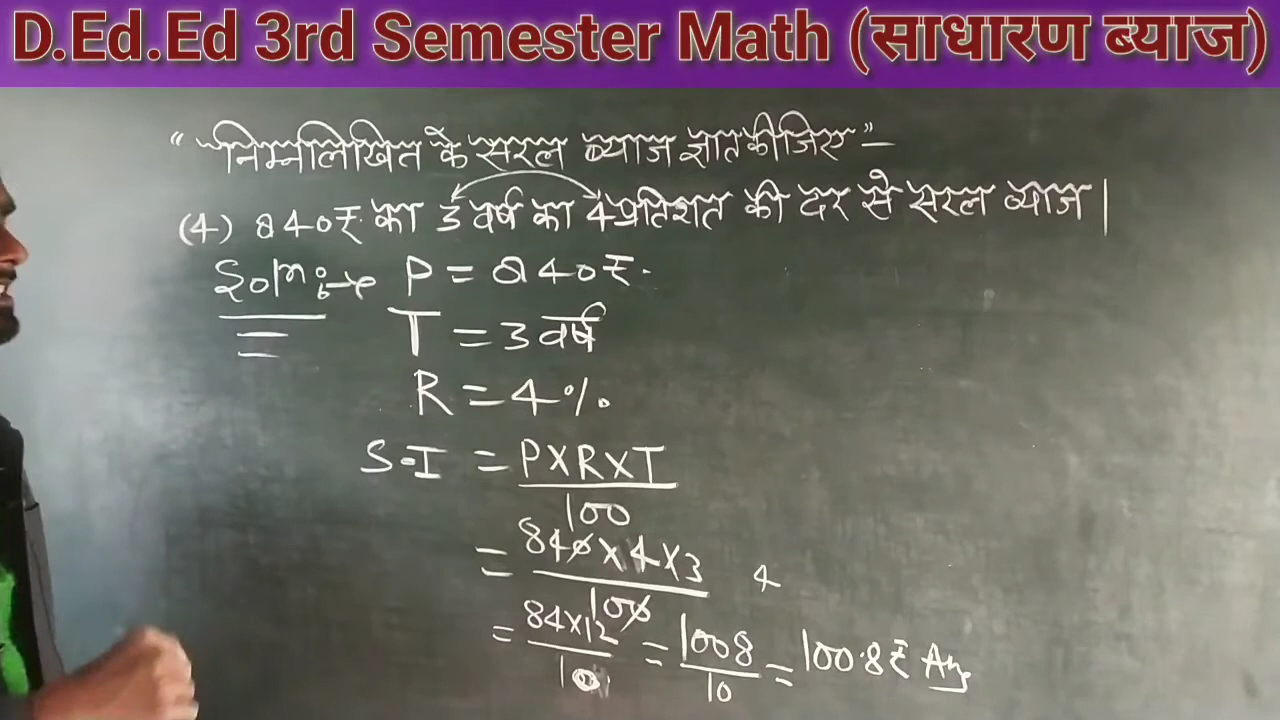 D.Ed.Ed 3rd Semester Math (साधारण ब्याज)
“निम्नलिखित के सरल ब्याज ज्ञात कीजिए” –
(4) 840₹ का 3 वर्ष का 4 प्रतिशत की दर से सरल ब्याज |
Soln:→ P = 840₹.
T = 3 वर्ष
R = 4%
S.I = P×R×T
100
= 840×4×3 4
100
= 84×12 = 1008 = 100.8₹ Ans
10 10